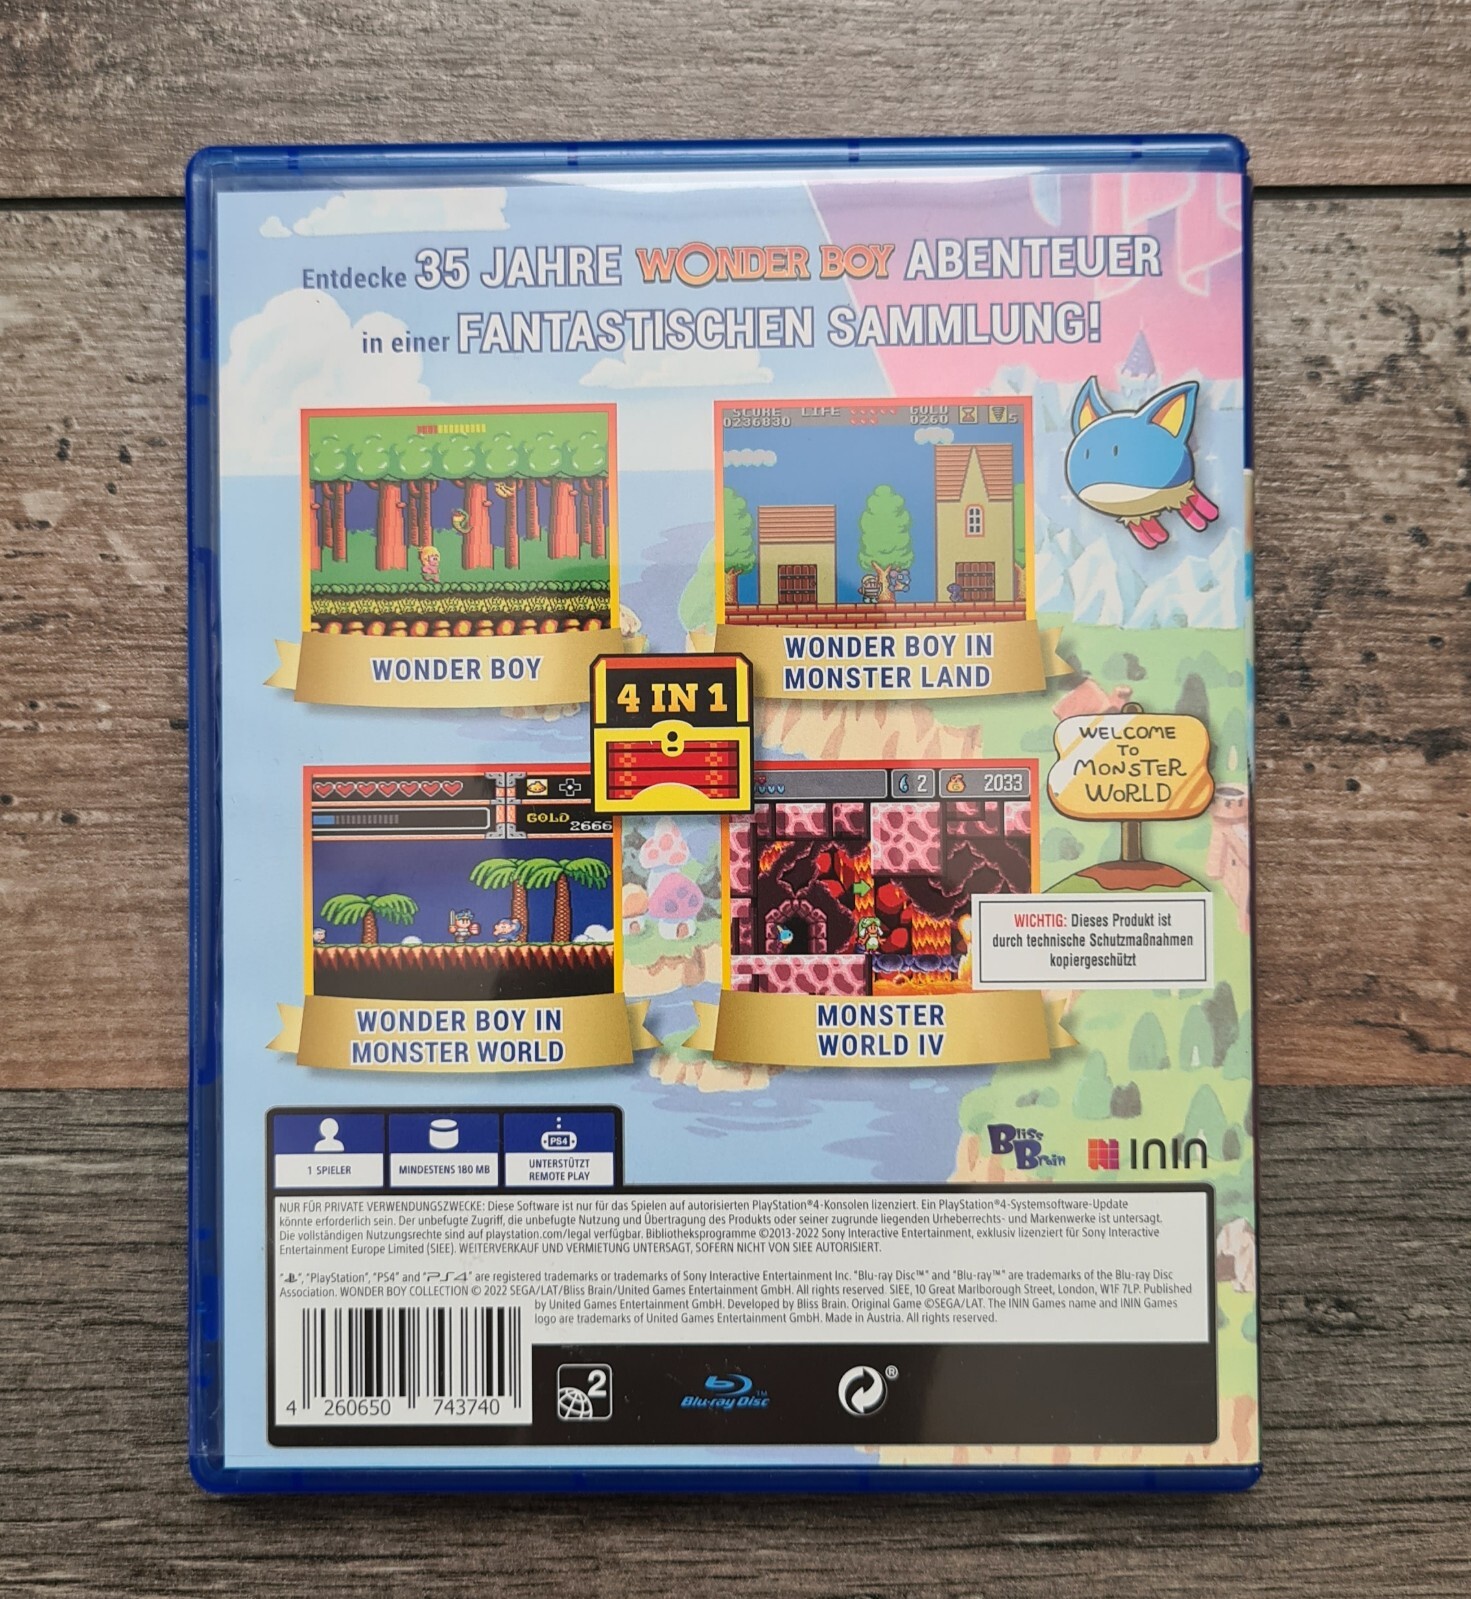 Entdecke 35 JAHRE WONDER BOY ABENTEUER
in einer FANTASTISCHEN SAMMLUNG!
SCORE LIFE GOLD
0236830 0260 5
WONDER BOY
WONDER BOY IN
MONSTER LAND
4 IN 1
WELCOME
TO
MONSTER
WORLD
GOLD
2666
2 2033
WICHTIG: Dieses Produkt ist
durch technische Schutzmaßnahmen
kopiergeschützt
WONDER BOY IN
MONSTER WORLD
MONSTER
WORLD IV
PS4
1 SPIELER
MINDESTENS 180 MB
UNTERSTÜTZT
REMOTE PLAY
Bliss
Brain
ININ
NUR FÜR PRIVATE VERWENDUNGSZWECKE: Diese Software ist nur für das Spielen auf autorisierten PlayStation®4-Konsolen lizenziert. Ein PlayStation®4-Systemsoftware-Update
könnte erforderlich sein. Der unbefugte Zugriff, die unbefugte Nutzung und Übertragung des Produkts oder seiner zugrunde liegenden Urheberrechts- und Markenwerke ist untersagt.
Die vollständigen Nutzungsrechte sind auf playstation.com/legal verfügbar. Bibliotheksprogramme ©2013-2022 Sony Interactive Entertainment, exklusiv lizenziert für Sony Interactive
Entertainment Europe Limited (SIEE). WEITERVERKAUF UND VERMIETUNG UNTERSAGT, SOFERN NICHT VON SIEE AUTORISIERT.
"PlayStation", "PS4" and "PS4" are registered trademarks or trademarks of Sony Interactive Entertainment Inc. "Blu-ray Disc™" and "Blu-ray™" are trademarks of the Blu-ray Disc
Association. WONDER BOY COLLECTION © 2022 SEGA/LAT/Bliss Brain/United Games Entertainment GmbH. All rights reserved. SIEE, 10 Great Marlborough Street, London, W1F 7LP. Published
by United Games Entertainment GmbH. Developed by Bliss Brain. Original Game ©SEGA/LAT. The ININ Games name and ININ Games
logo are trademarks of United Games Entertainment GmbH. Made in Austria. All rights reserved.
4 260650 743740
2
Blu-ray Disc™
®